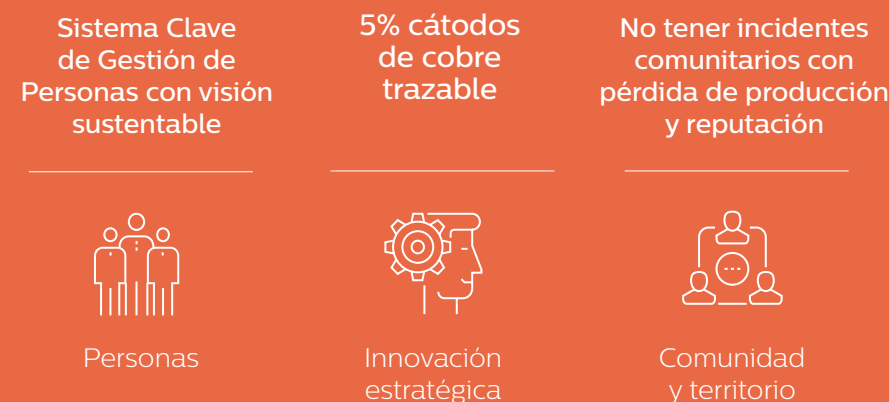 Sistema Clave
de Gestión de
Personas con visión
sustentable
5% cátodos
de cobre
trazable
No tener incidentes
comunitarios con
pérdida de producción
y reputación
Personas
Innovación
estratégica
Comunidad
y territorio